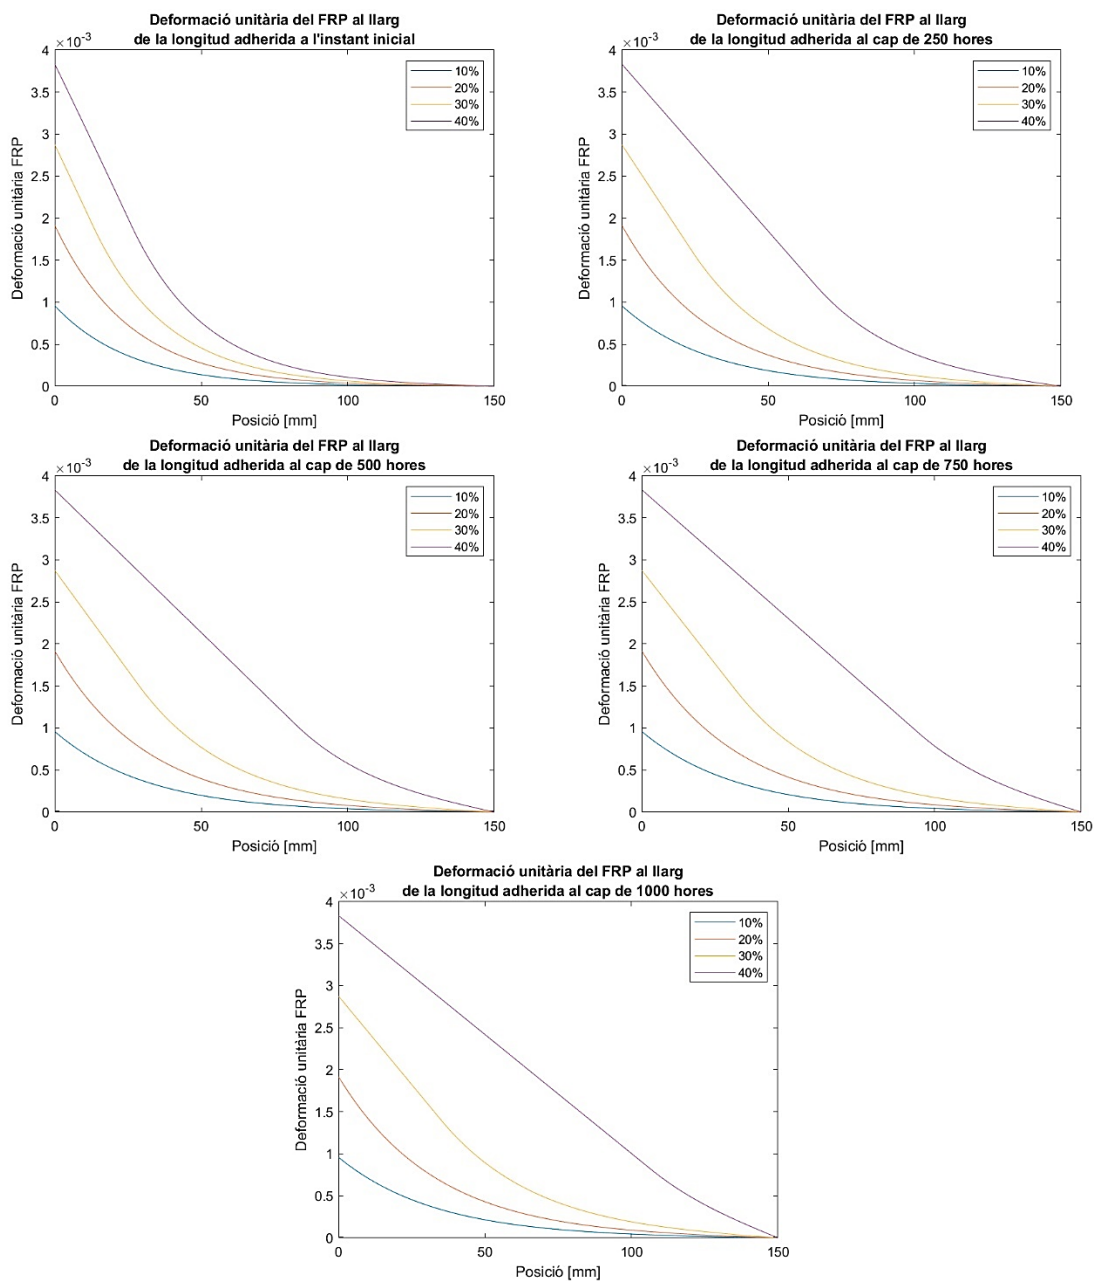 Deformació unitària del FRP al llarg
de la longitud adherida a l'instant inicial
×10-3
4
3.5
3
2.5
2
1.5
1
0.5
0
Deformació unitària FRP
10%
20%
30%
40%
0 50 100 150
Posició [mm]
Deformació unitària del FRP al llarg
de la longitud adherida al cap de 250 hores
×10-3
4
3.5
3
2.5
2
1.5
1
0.5
0
Deformació unitària FRP
10%
20%
30%
40%
0 50 100 150
Posició [mm]
Deformació unitària del FRP al llarg
de la longitud adherida al cap de 500 hores
×10-3
4
3.5
3
2.5
2
1.5
1
0.5
0
Deformació unitària FRP
10%
20%
30%
40%
0 50 100 150
Posició [mm]
Deformació unitària del FRP al llarg
de la longitud adherida al cap de 750 hores
×10-3
4
3.5
3
2.5
2
1.5
1
0.5
0
Deformació unitària FRP
10%
20%
30%
40%
0 50 100 150
Posició [mm]
Deformació unitària del FRP al llarg
de la longitud adherida al cap de 1000 hores
×10-3
4
3.5
3
2.5
2
1.5
1
0.5
0
Deformació unitària FRP
10%
20%
30%
40%
0 50 100 150
Posició [mm]